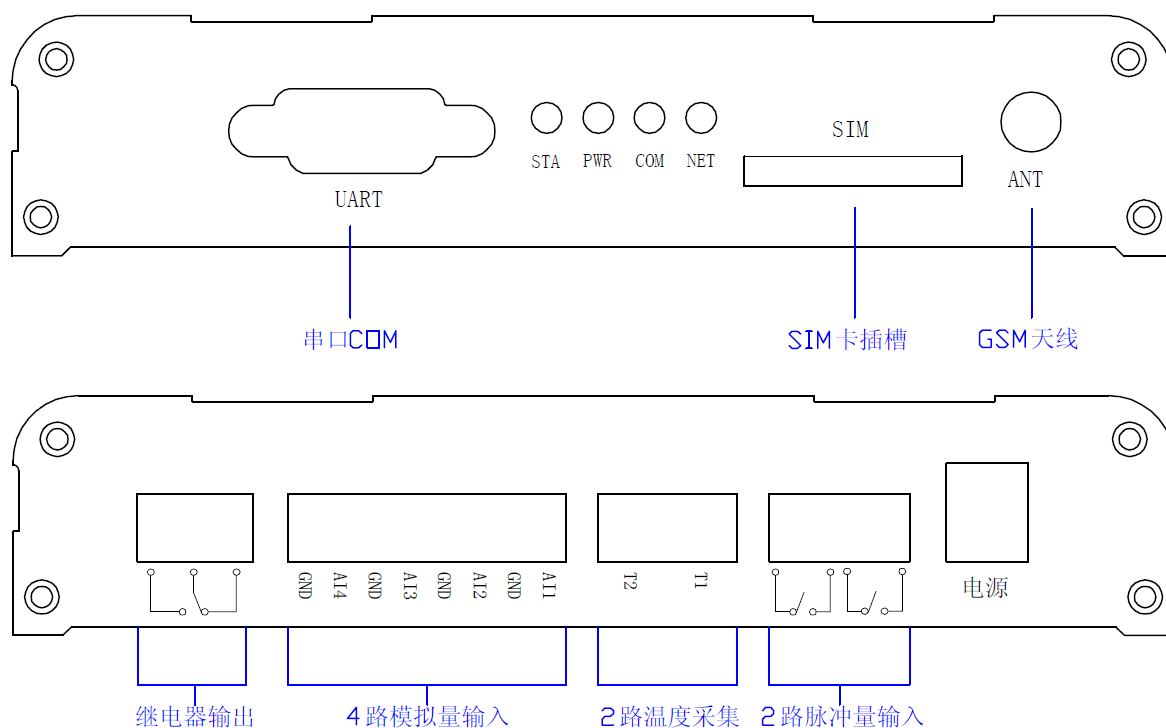 SIM
STA PWR COM NET
ANT
UART
串口COM
SIM卡插槽
GSM天线
GND AI4 GND AI3 GND AI2 GND AI1
T2 T1
电源
继电器输出
4路模拟量输入
2路温度采集
2路脉冲量输入